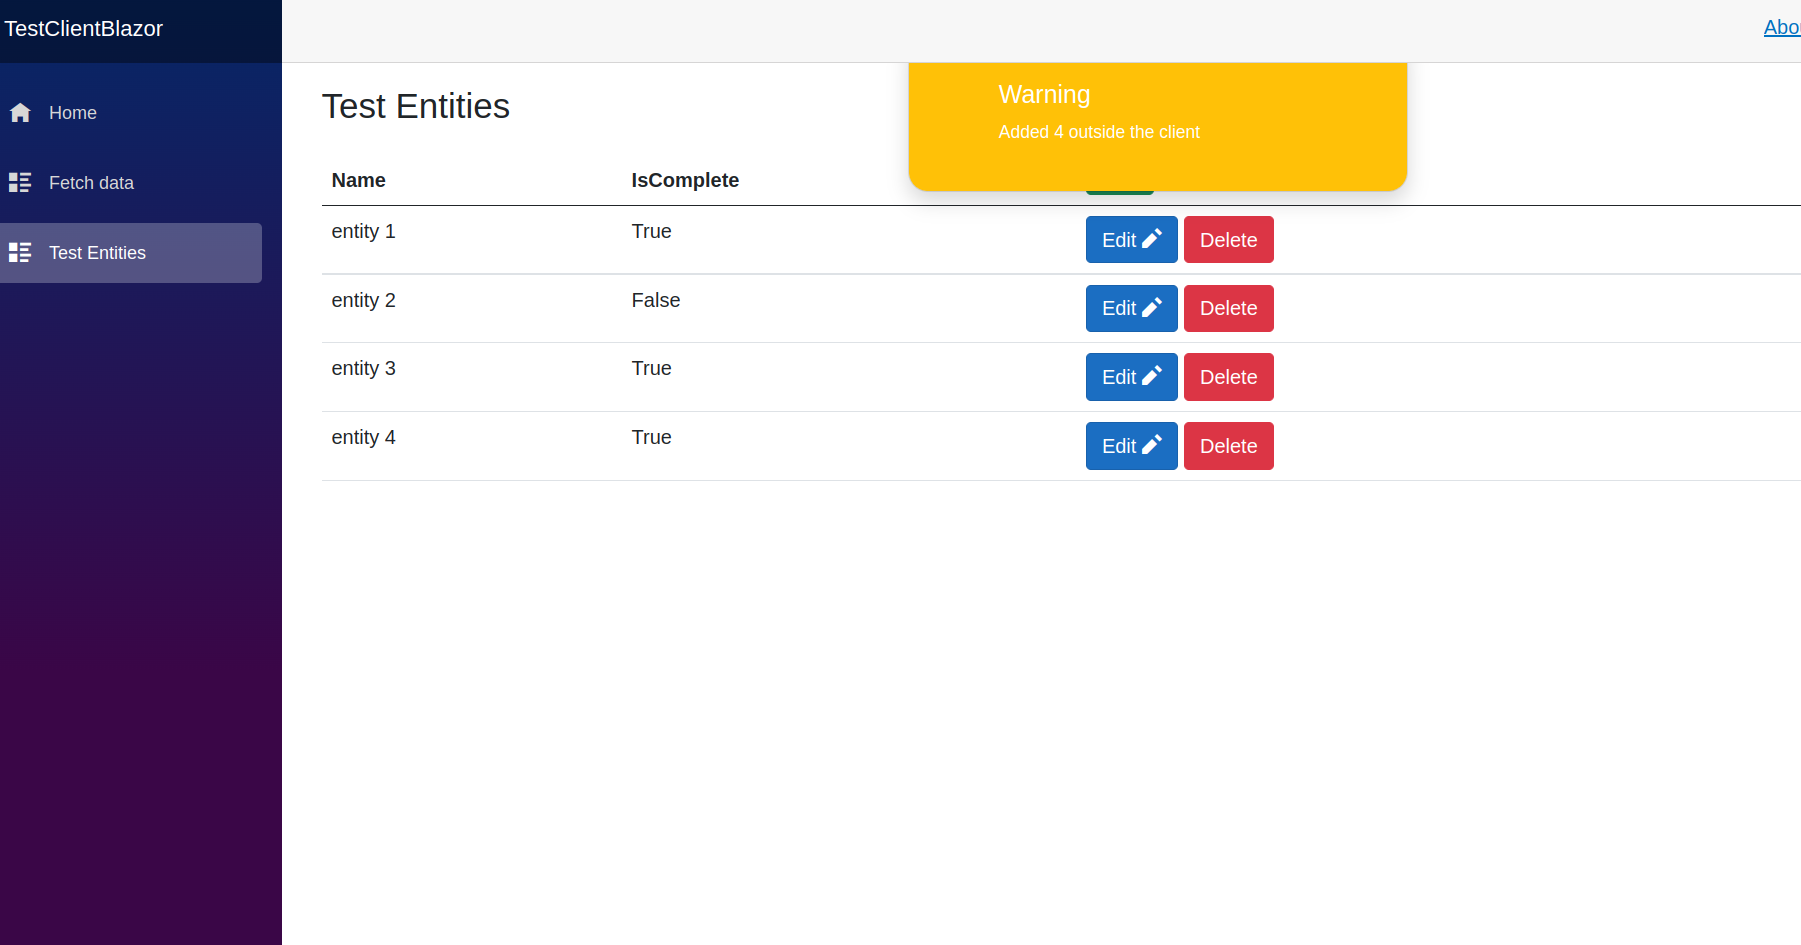 TestClientBlazor
Home
Fetch data
Test Entities
Test Entities
Warning
Added 4 outside the client
Name IsComplete
entity 1 True Edit Delete
entity 2 False Edit Delete
entity 3 True Edit Delete
entity 4 True Edit Delete